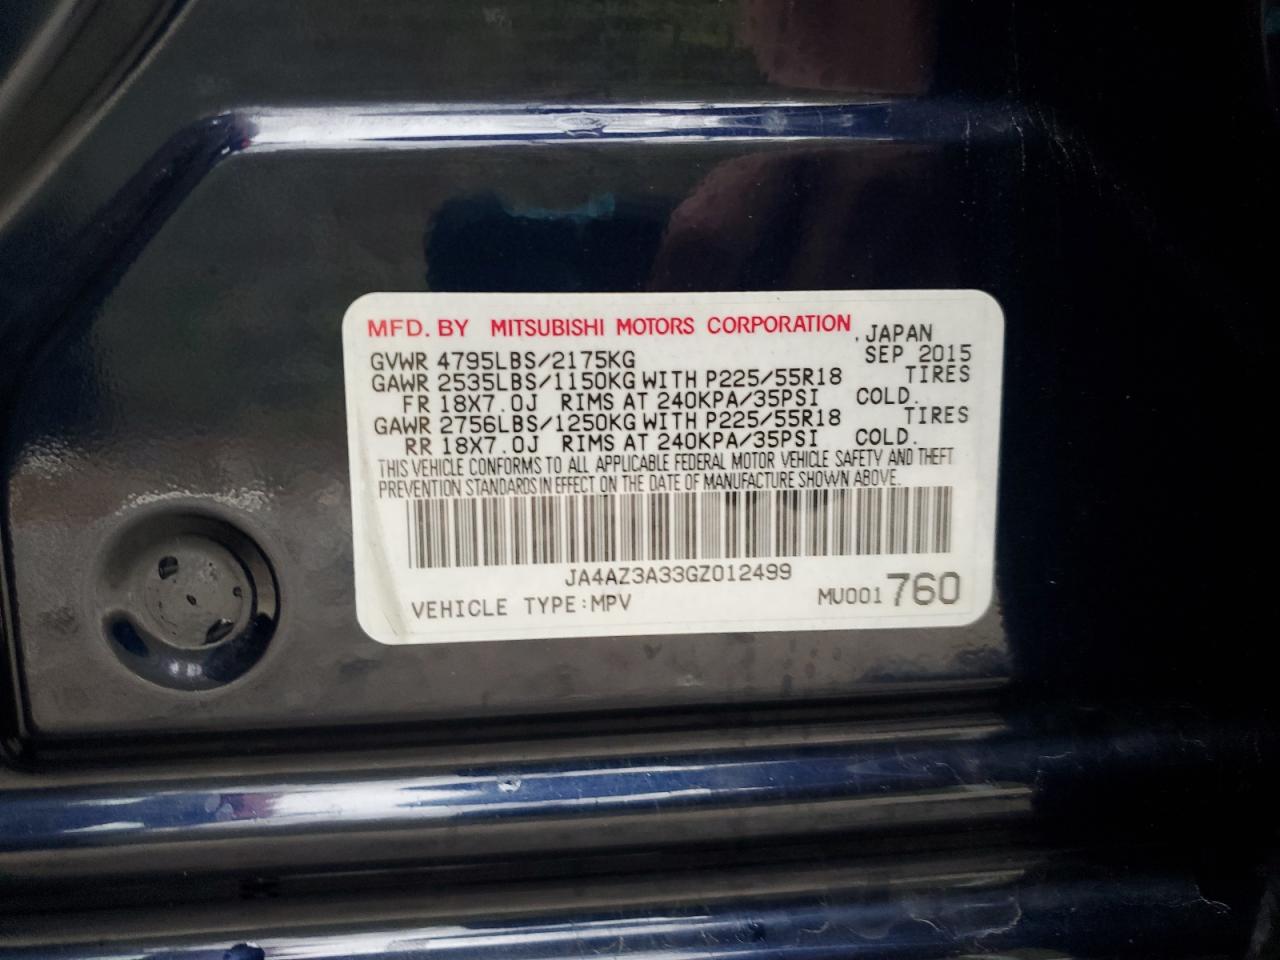 MFD. BY MITSUBISHI MOTORS CORPORATION , JAPAN
GVWR 4795LBS/2175KG SEP 2015
GAWR 2535LBS/1150KG WITH P225/55R18 TIRES
FR 18X7.0J RIMS AT 240KPA/35PSI COLD.
GAWR 2756LBS/1250KG WITH P225/55R18 TIRES
RR 18X7.0J RIMS AT 240KPA/35PSI COLD.
THIS VEHICLE CONFORMS TO ALL APPLICABLE FEDERAL MOTOR VEHICLE SAFETY AND THEFT
PREVENTION STANDARDS IN EFFECT ON THE DATE OF MANUFACTURE SHOWN ABOVE.
JA4AZ3A33GZ012499
VEHICLE TYPE:MPV MU001 760